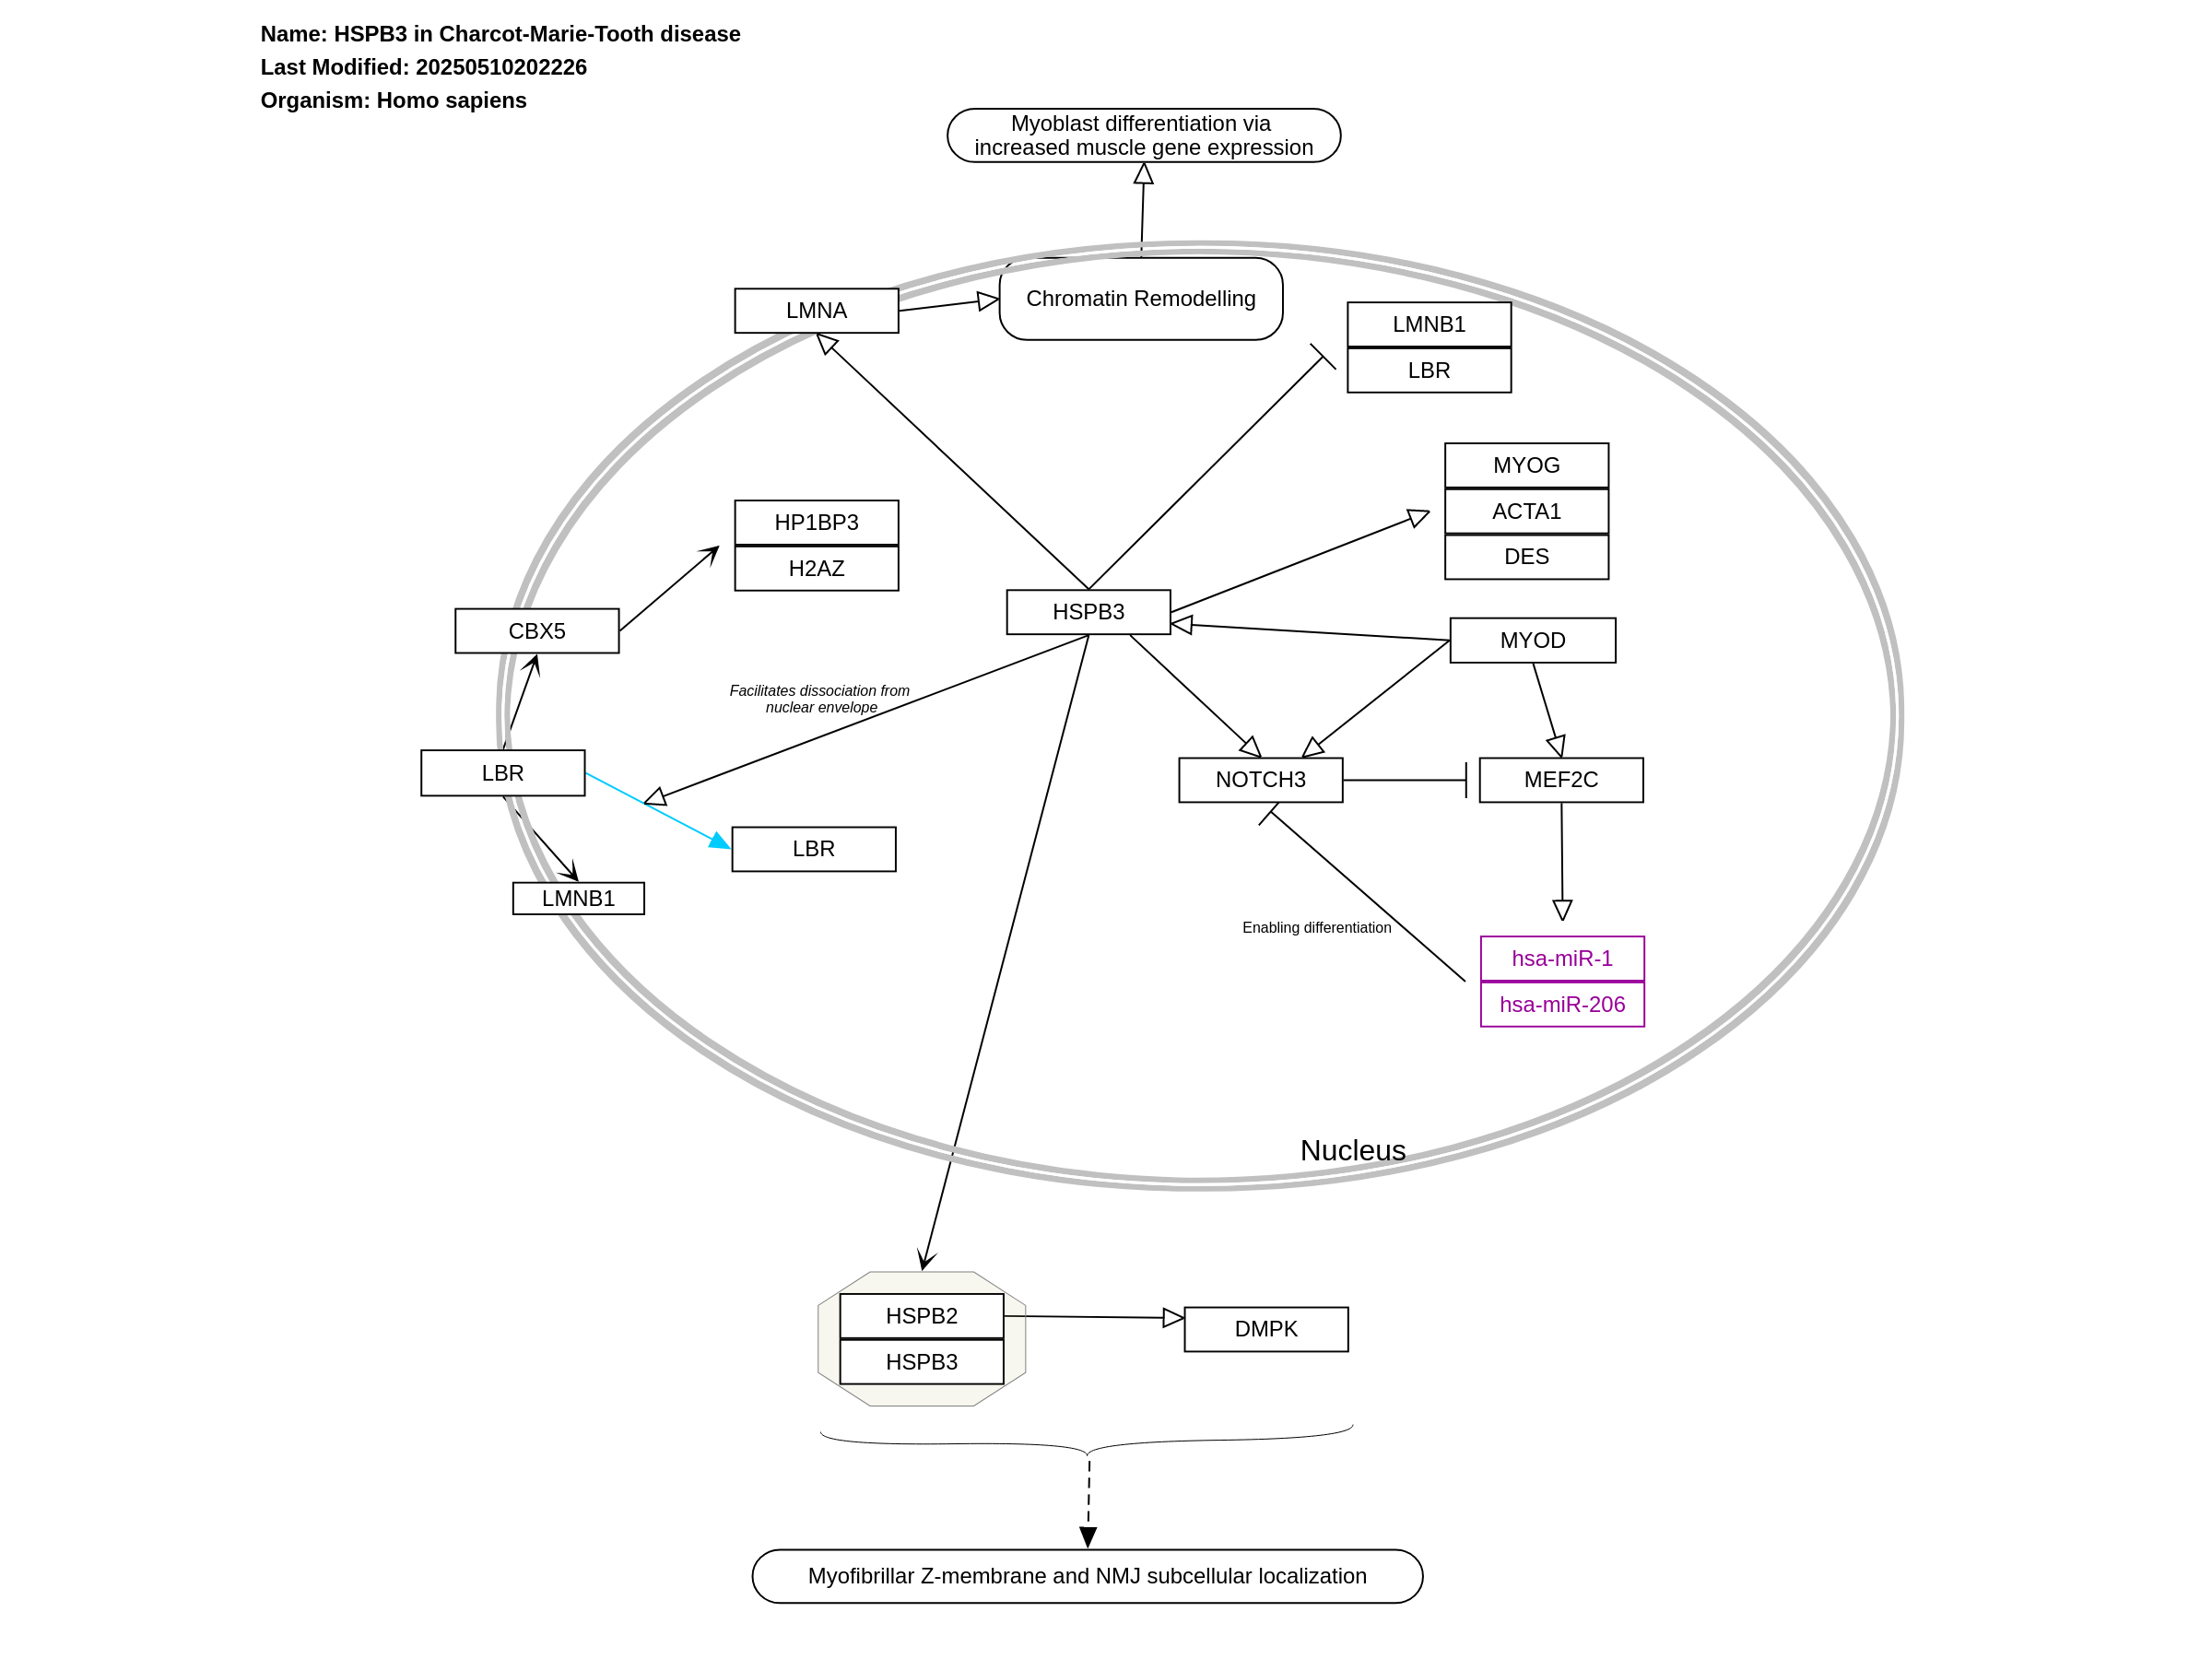 Name: HSPB3 in Charcot-Marie-Tooth disease
Last Modified: 20250510202226
Organism: Homo sapiens
Myoblast differentiation via
increased muscle gene expression
LMNA
Chromatin Remodelling
LMNB1
LBR
MYOG
ACTA1
DES
HP1BP3
H2AZ
HSPB3
CBX5
MYOD
Facilitates dissociation from
nuclear envelope
LBR
NOTCH3
MEF2C
LBR
LMNB1
Enabling differentiation
hsa-miR-1
hsa-miR-206
Nucleus
HSPB2
HSPB3
DMPK
Myofibrillar Z-membrane and NMJ subcellular localization